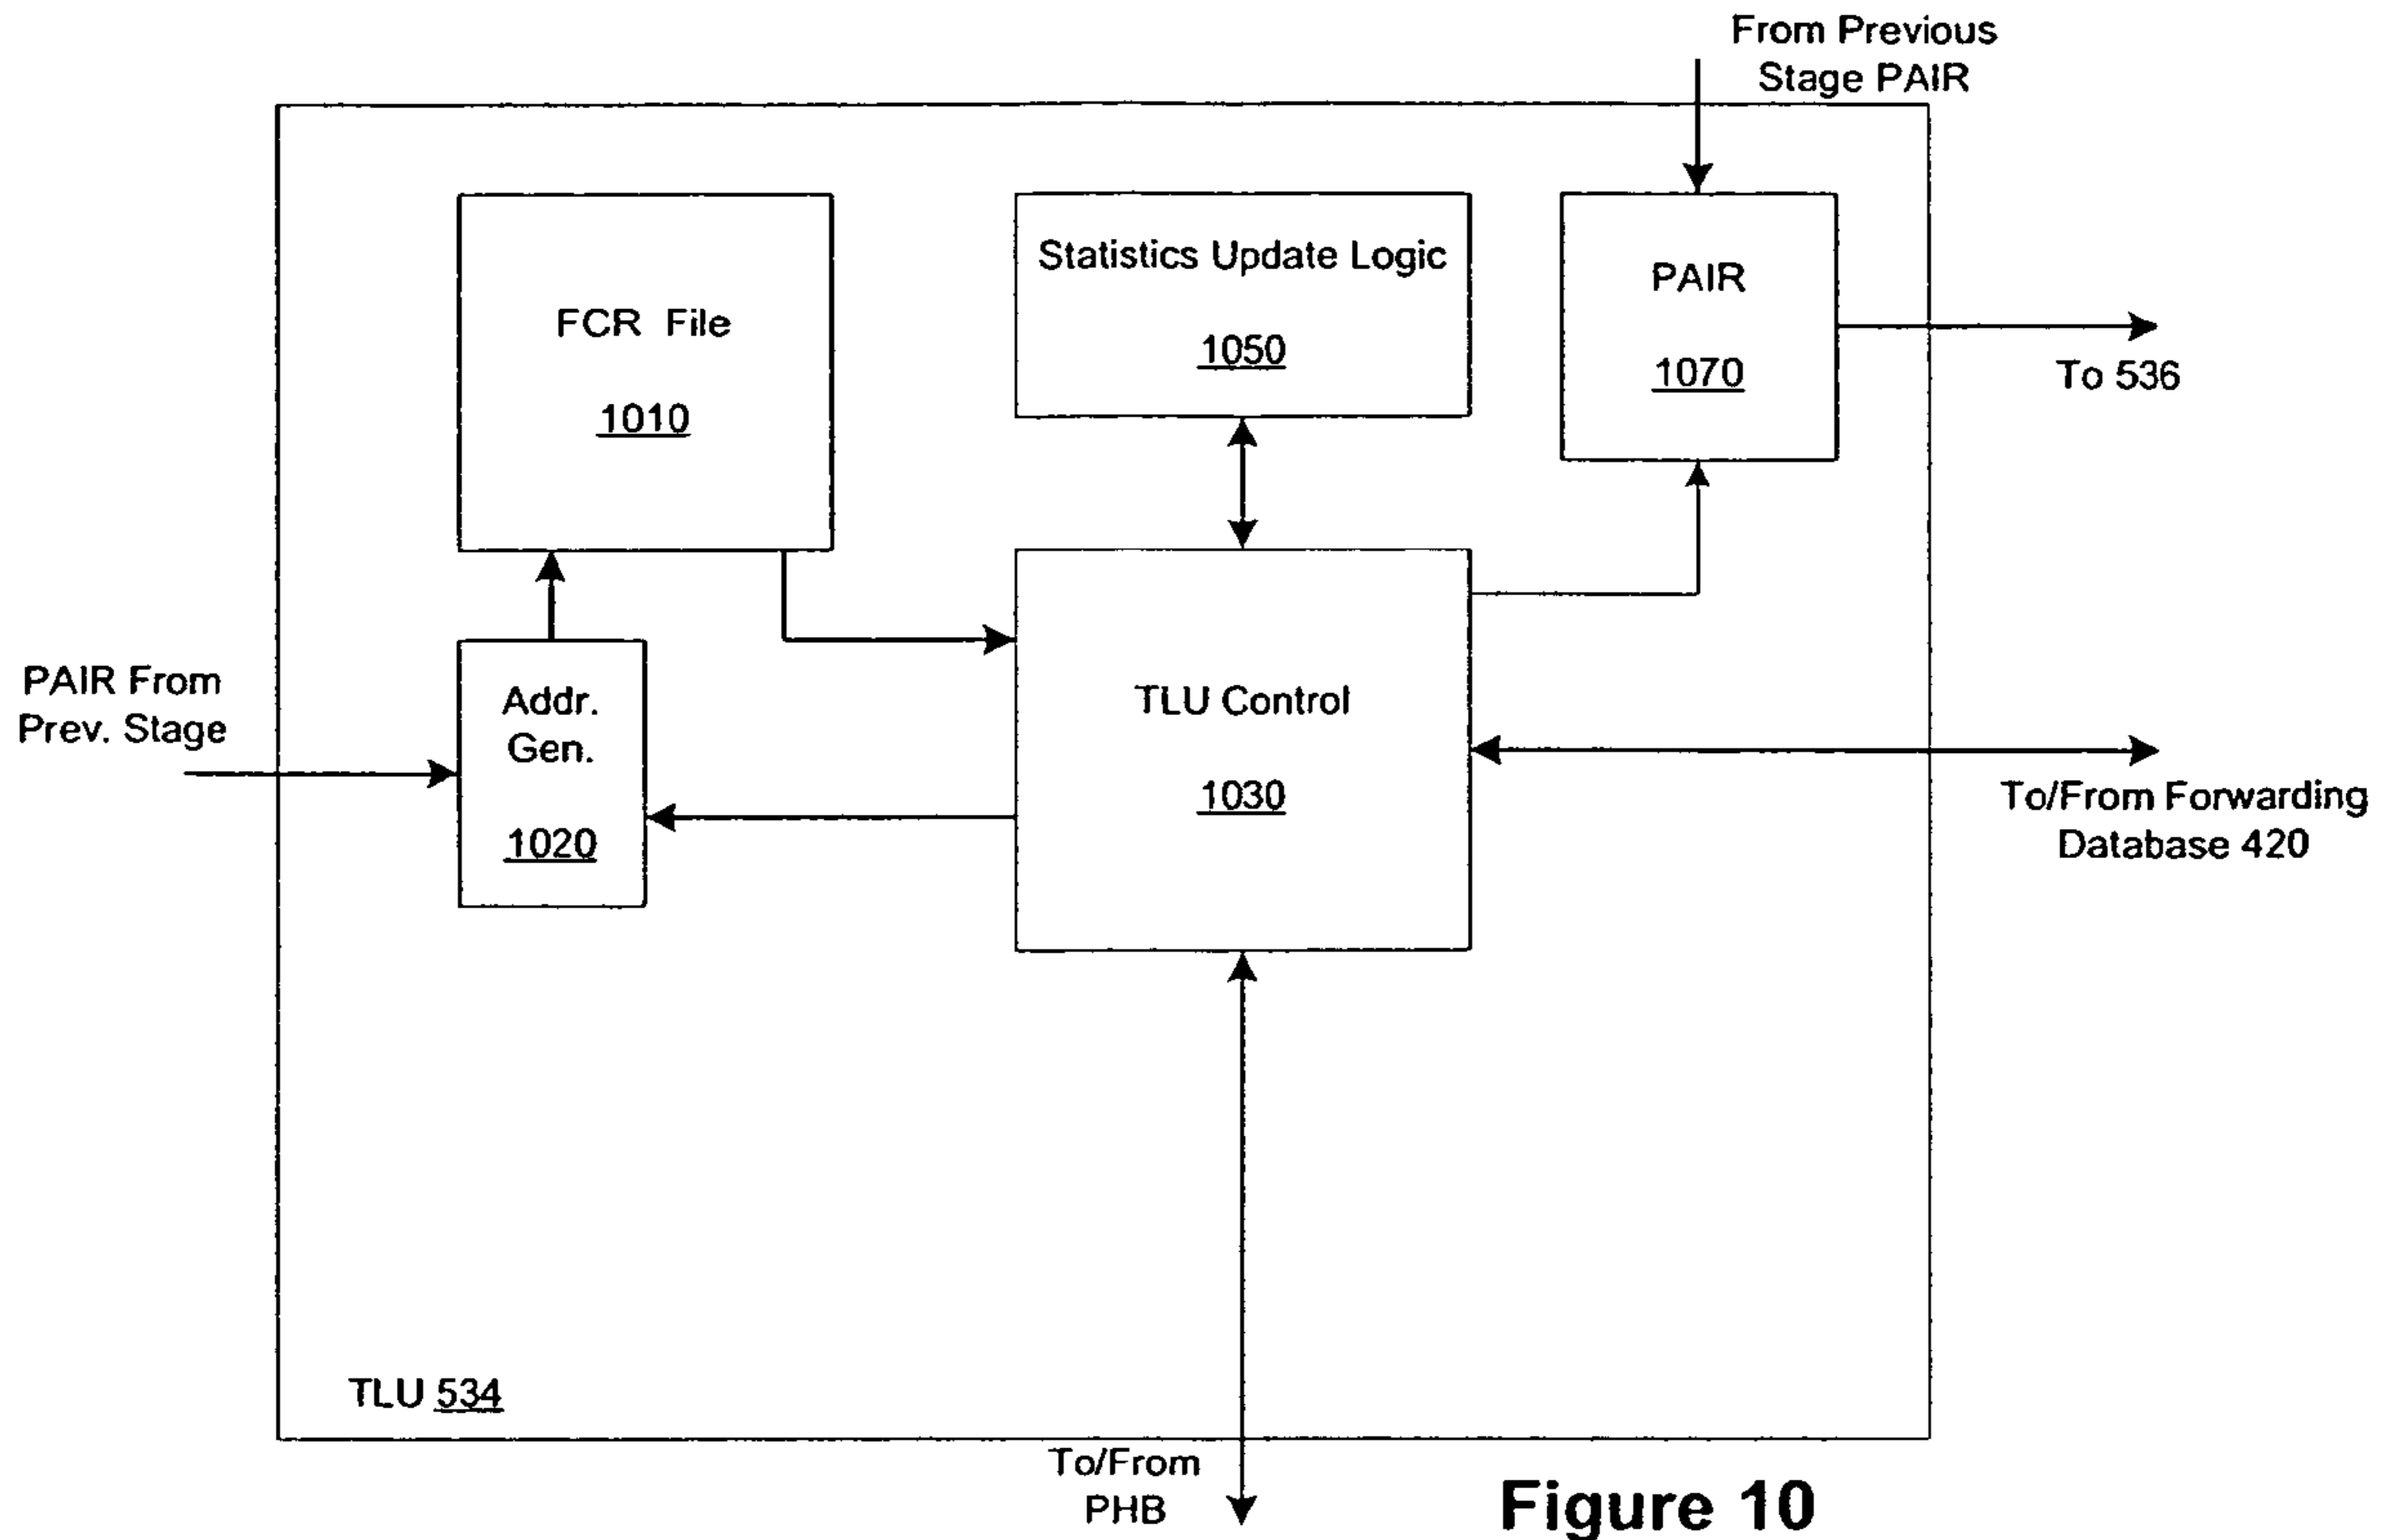 From Previous
Stage PAIR
FCR File
1010
Statistics Update Logic
1050
PAIR
1070
To 536
PAIR From
Prev. Stage
Addr.
Gen.
1020
TLU Control
1030
To/From Forwarding
Database 420
TLU 534
To/From
PHB
Figure 10